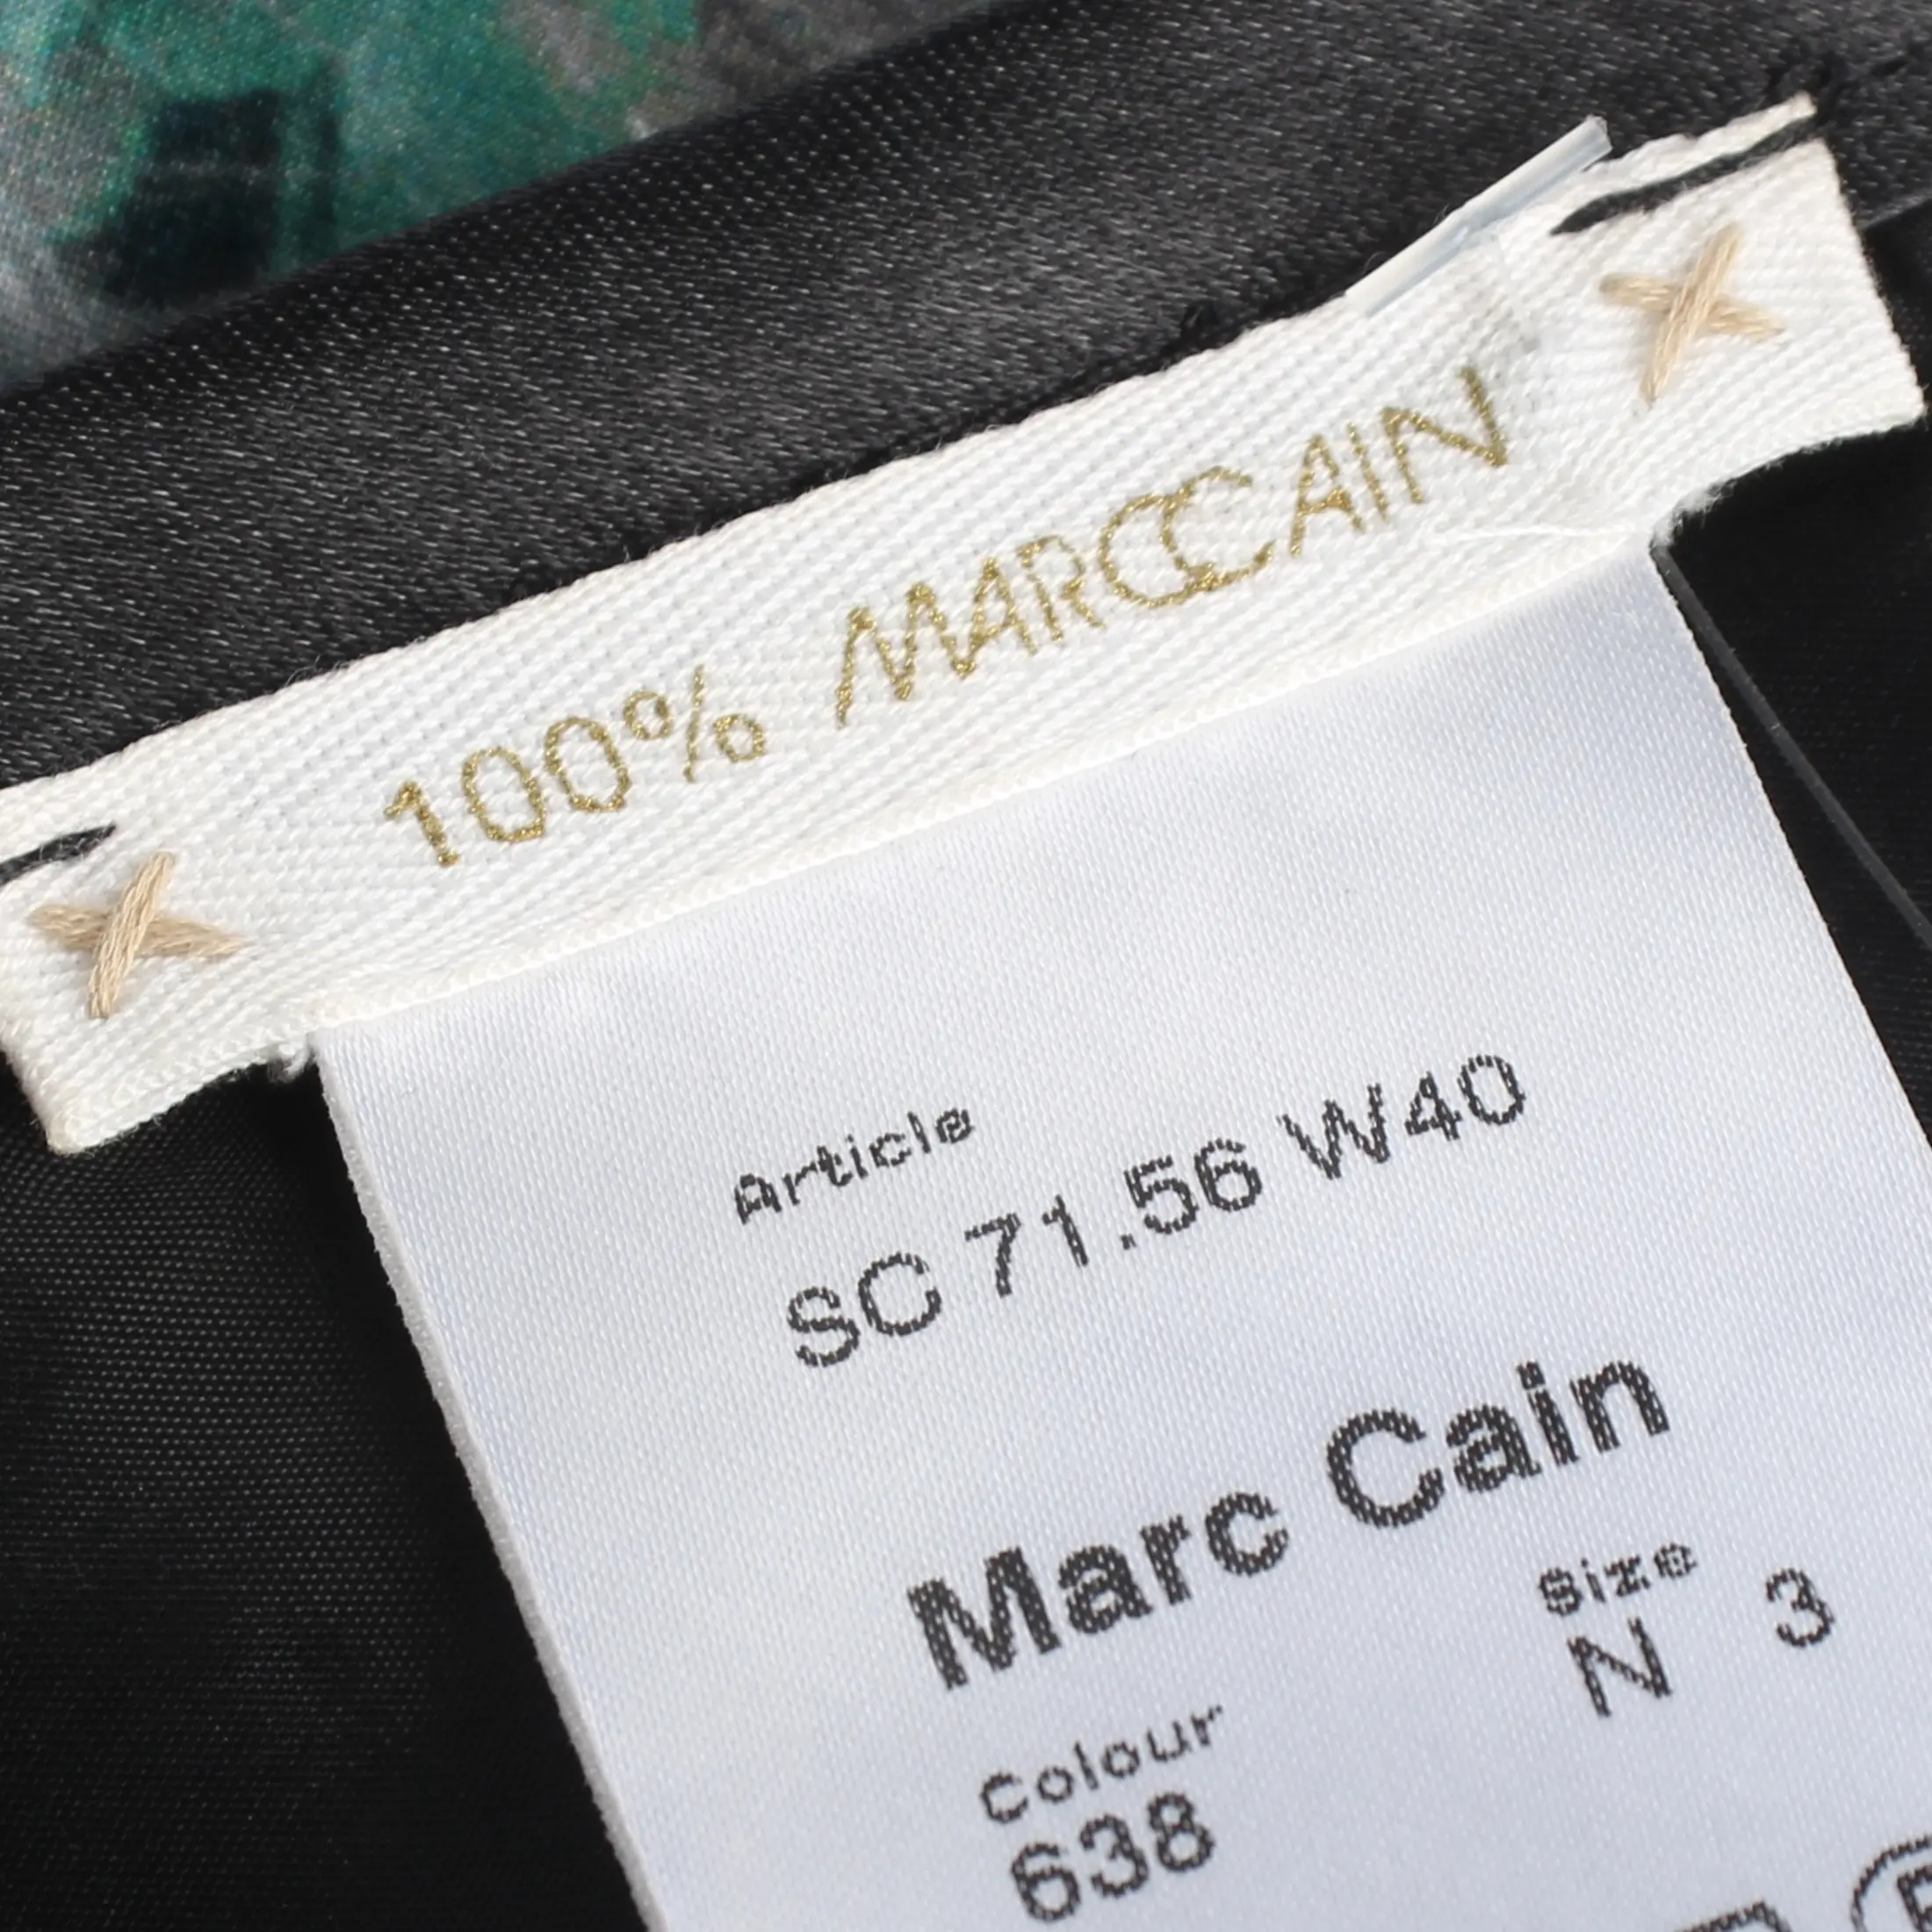 100% MARCCAIN
Article
SC 71.56 W40
Marc Cain
Size
N 3
Colour
638